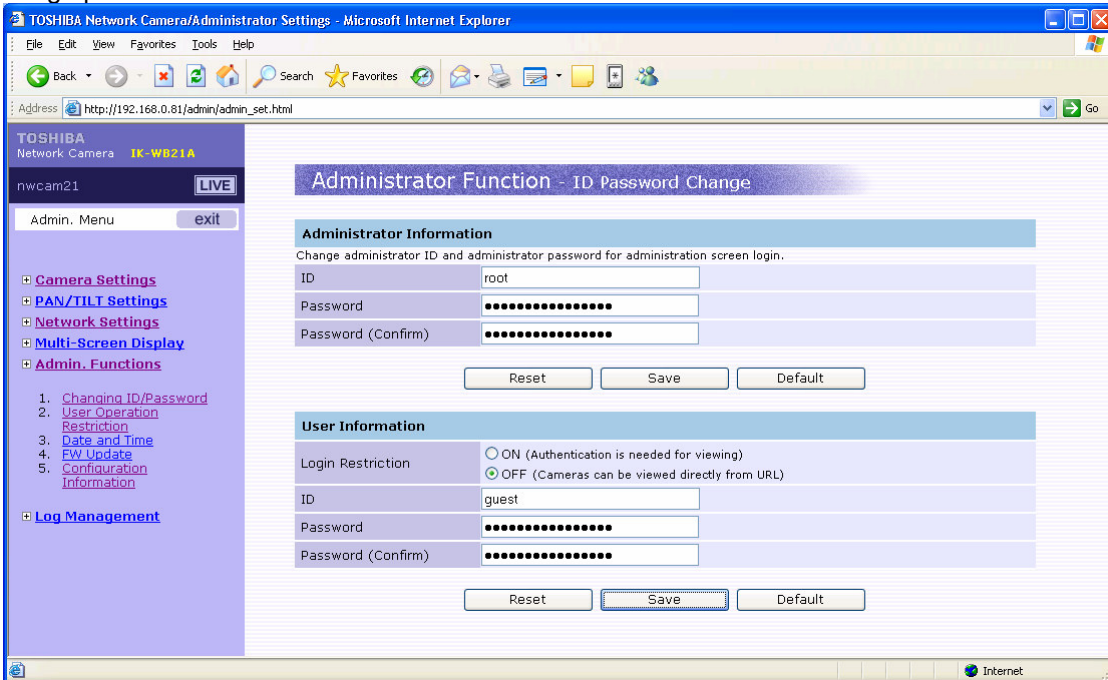 TOSHIBA Network Camera/Administrator Settings - Microsoft Internet Explorer
File Edit View Favorites Tools Help
Back Search Favorites
Address http://192.168.0.81/admin/admin_set.html Go
TOSHIBA
Network Camera IK-WB21A
nwcam21 LIVE
Admin. Menu exit
Camera Settings
PAN/TILT Settings
Network Settings
Multi-Screen Display
Admin. Functions
1. Changing ID/Password
2. User Operation
Restriction
3. Date and Time
4. FW Update
5. Configuration
Information
Log Management
Administrator Function - ID Password Change
Administrator Information
Change administrator ID and administrator password for administration screen login.
ID root
Password ●●●●●●●●●●●●●●●●
Password (Confirm) ●●●●●●●●●●●●●●●●
Reset Save Default
User Information
Login Restriction
ON (Authentication is needed for viewing)
OFF (Cameras can be viewed directly from URL)
ID guest
Password ●●●●●●●●●●●●●●●●
Password (Confirm) ●●●●●●●●●●●●●●●●
Reset Save Default
Internet